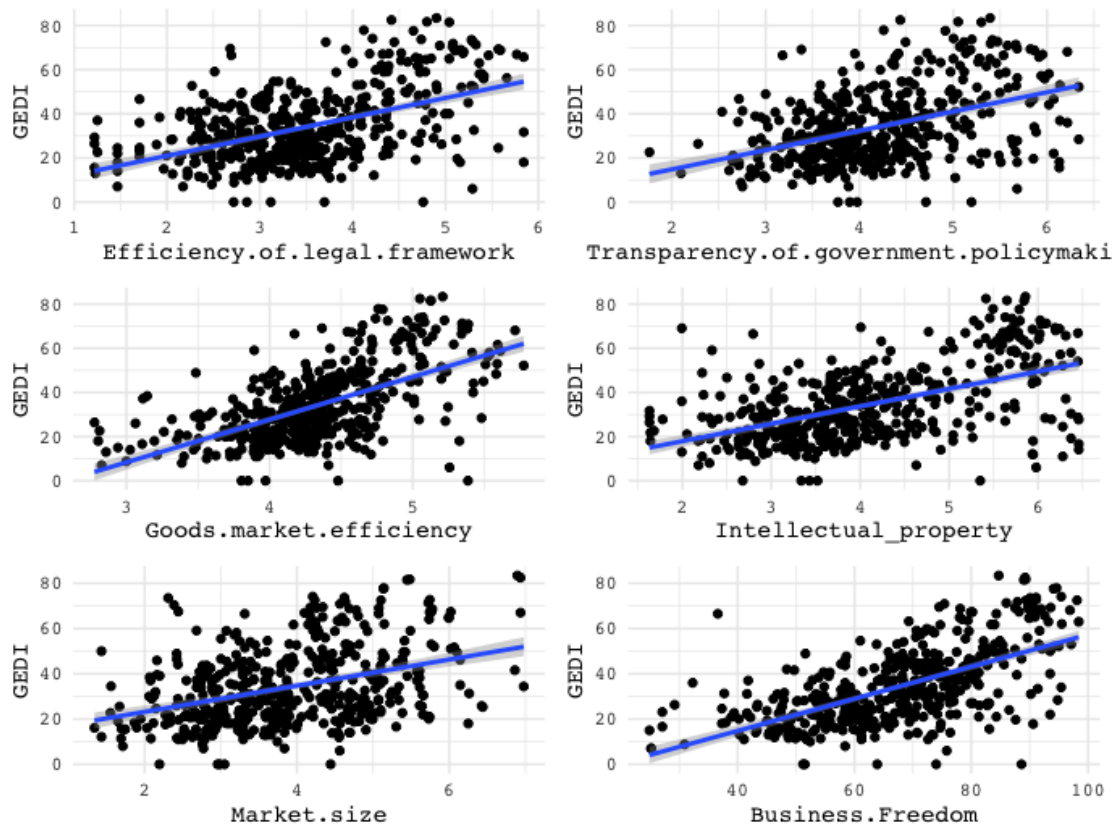 80
60
40
20
0
GEDI
1 2 3 4 5 6
Efficiency.of.legal.framework
80
60
40
20
0
GEDI
2 3 4 5 6
Transparency.of.government.policymaki
80
60
40
20
0
GEDI
3 4 5
Goods.market.efficiency
80
60
40
20
0
GEDI
2 3 4 5 6
Intellectual_property
80
60
40
20
0
GEDI
2 4 6
Market.size
80
60
40
20
0
GEDI
40 60 80 100
Business.Freedom